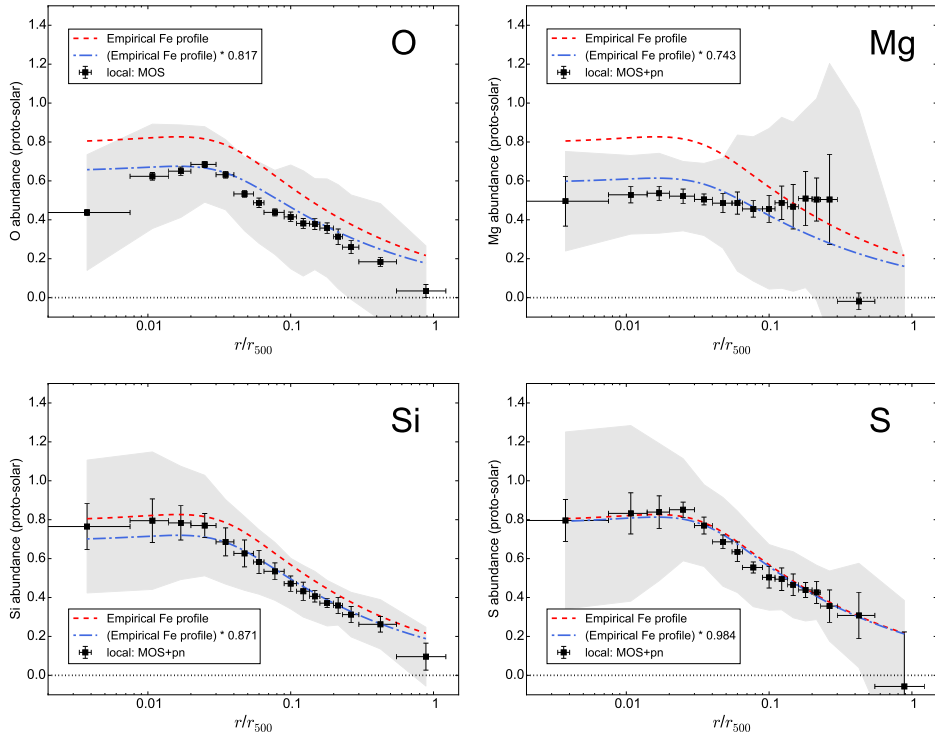 O
Empirical Fe profile
(Empirical Fe profile) * 0.817
local: MOS
O abundance (proto-solar)
1.4
1.2
1.0
0.8
0.6
0.4
0.2
0.0
0.01
0.1
1
r/r500
Mg
Empirical Fe profile
(Empirical Fe profile) * 0.743
local: MOS+pn
Mg abundance (proto-solar)
1.4
1.2
1.0
0.8
0.6
0.4
0.2
0.0
0.01
0.1
1
r/r500
Si
Si abundance (proto-solar)
1.4
1.2
1.0
0.8
0.6
0.4
0.2
0.0
Empirical Fe profile
(Empirical Fe profile) * 0.871
local: MOS+pn
0.01
0.1
1
r/r500
S
S abundance (proto-solar)
1.4
1.2
1.0
0.8
0.6
0.4
0.2
0.0
Empirical Fe profile
(Empirical Fe profile) * 0.984
local: MOS+pn
0.01
0.1
1
r/r500